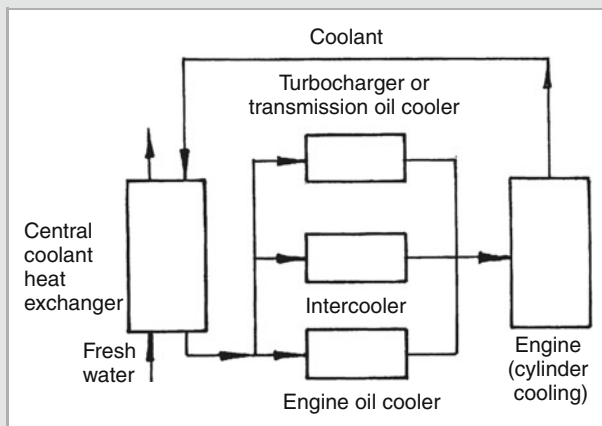 Coolant
Turbocharger or
transmission oil cooler
Central
coolant
heat
exchanger
Intercooler
Fresh
water
Engine oil cooler
Engine
(cylinder
cooling)